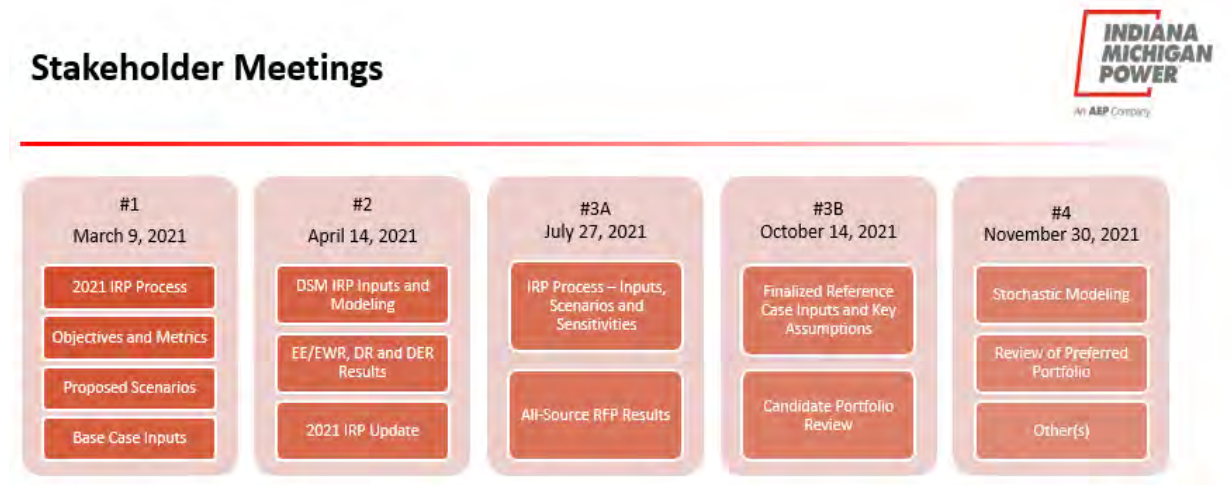 Stakeholder Meetings
INDIANA
MICHIGAN
POWER
An AEP Company
#1
March 9, 2021
2021 IRP Process
Objectives and Metrics
Proposed Scenarios
Base Case Inputs
#2
April 14, 2021
DSM IRP Inputs and
Modeling
EE/EWR, DR and DER
Results
2021 IRP Update
#3A
July 27, 2021
IRP Process – Inputs,
Scenarios and
Sensitivities
All-Source RFP Results
#3B
October 14, 2021
Finalized Reference
Case Inputs and Key
Assumptions
Candidate Portfolio
Review
#4
November 30, 2021
Stochastic Modeling
Review of Preferred
Portfolio
Other(s)